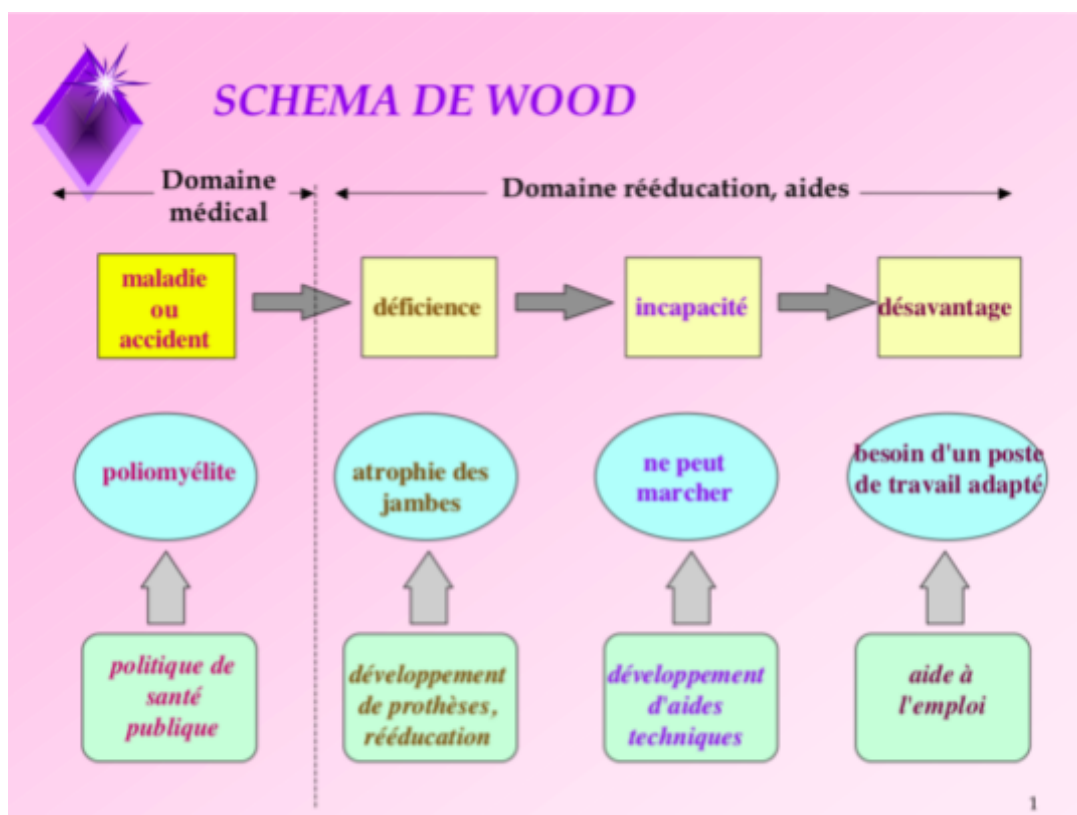 SCHEMA DE WOOD
Domaine
médical
Domaine rééducation, aides
maladie
ou
accident
déficience
incapacité
désavantage
poliomyélite
atrophie des
jambes
ne peut
marcher
besoin d'un poste
de travail adapté
politique de
santé
publique
développement
de prothèses,
rééducation
développement
d'aides
techniques
aide à
l'emploi
1